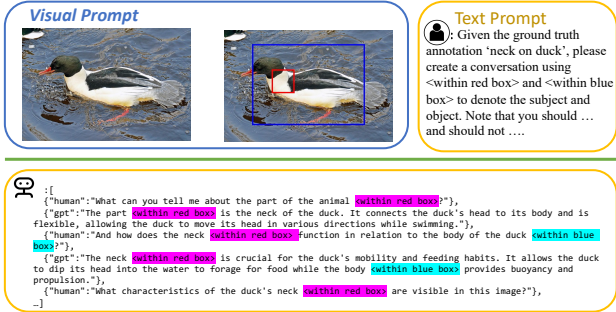 Visual Prompt
Text Prompt
: Given the ground truth
annotation ‘neck on duck’, please
create a conversation using
<within red box> and <within blue
box> to denote the subject and
object. Note that you should …
and should not ….
:[
{"human":"What can you tell me about the part of the animal <within red box>?"},
{"gpt":"The part <within red box> is the neck of the duck. It connects the duck's head to its body and is
flexible, allowing the duck to move its head in various directions while swimming."},
{"human":"And how does the neck <within red box> function in relation to the body of the duck <within blue
box>?"},
{"gpt":"The neck <within red box> is crucial for the duck's mobility and feeding habits. It allows the duck
to dip its head into the water to forage for food while the body <within blue box> provides buoyancy and
propulsion."},
{"human":"What characteristics of the duck's neck <within red box> are visible in this image?"},
…]